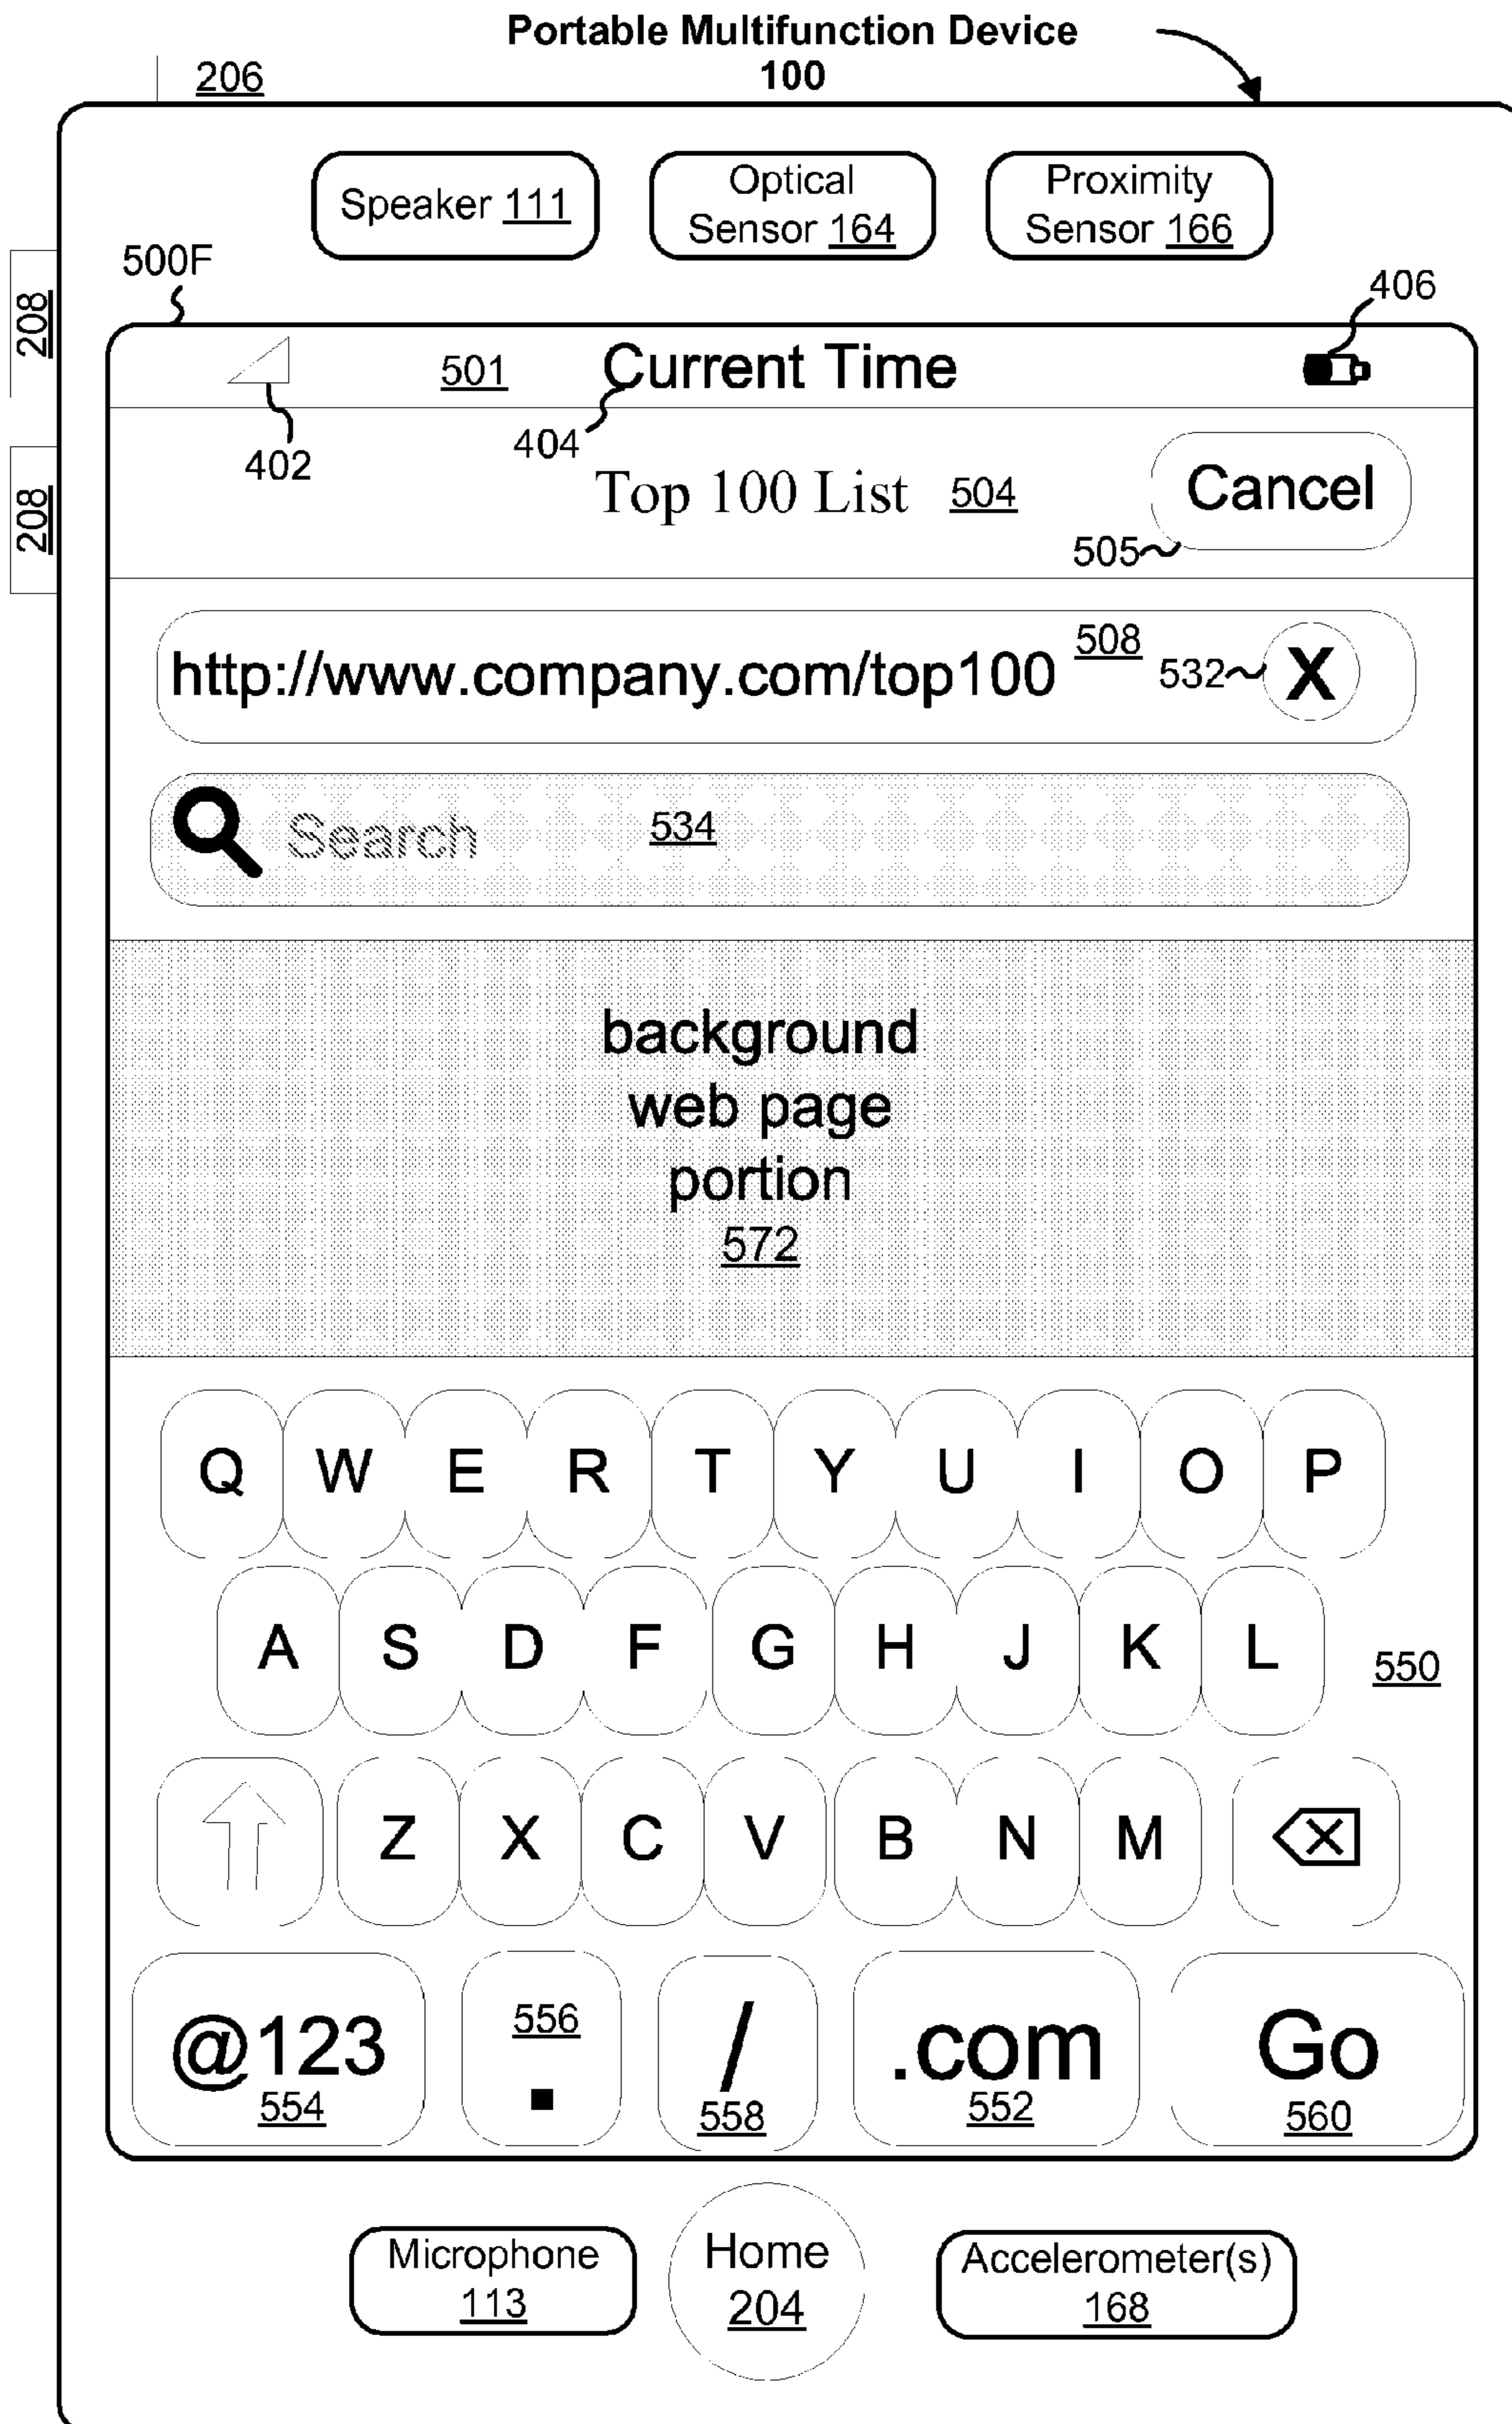 Portable Multifunction Device
100
206
Speaker 111
Optical
Sensor 164
Proximity
Sensor 166
208
500F
406
501
Current Time
402
404
208
Top 100 List 504
Cancel
505
http://www.company.com/top100
508
532
X
Search
534
background
web page
portion
572
Q W E R T Y U I O P
A S D F G H J K L
550
Z X C V B N M
@123
554
556
.
/
558
.com
552
Go
560
Microphone
113
Home
204
Accelerometer(s)
168